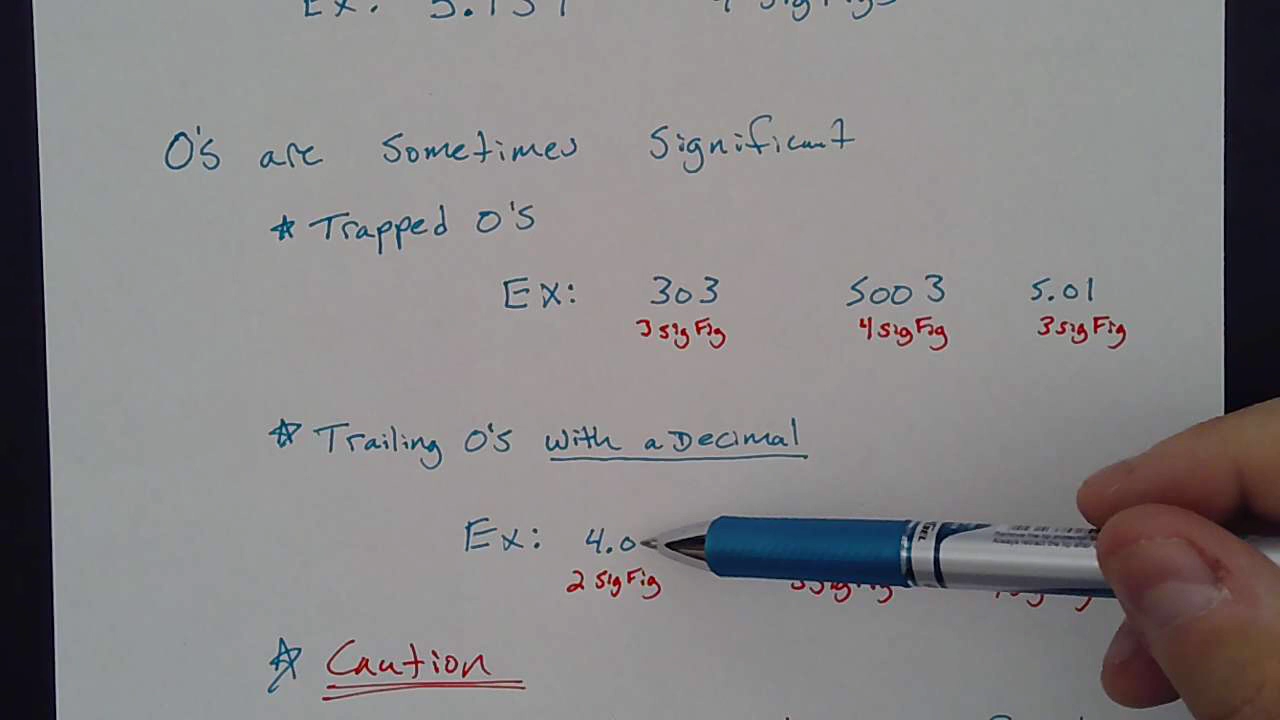 Ex:
0's are sometimes significant
* Trapped 0's
Ex: 303 5003 5.01
3 Sig Fig 4 Sig Fig 3 Sig Fig
* Trailing 0's with a Decimal
Ex: 4.0
2 Sig Fig
* Caution